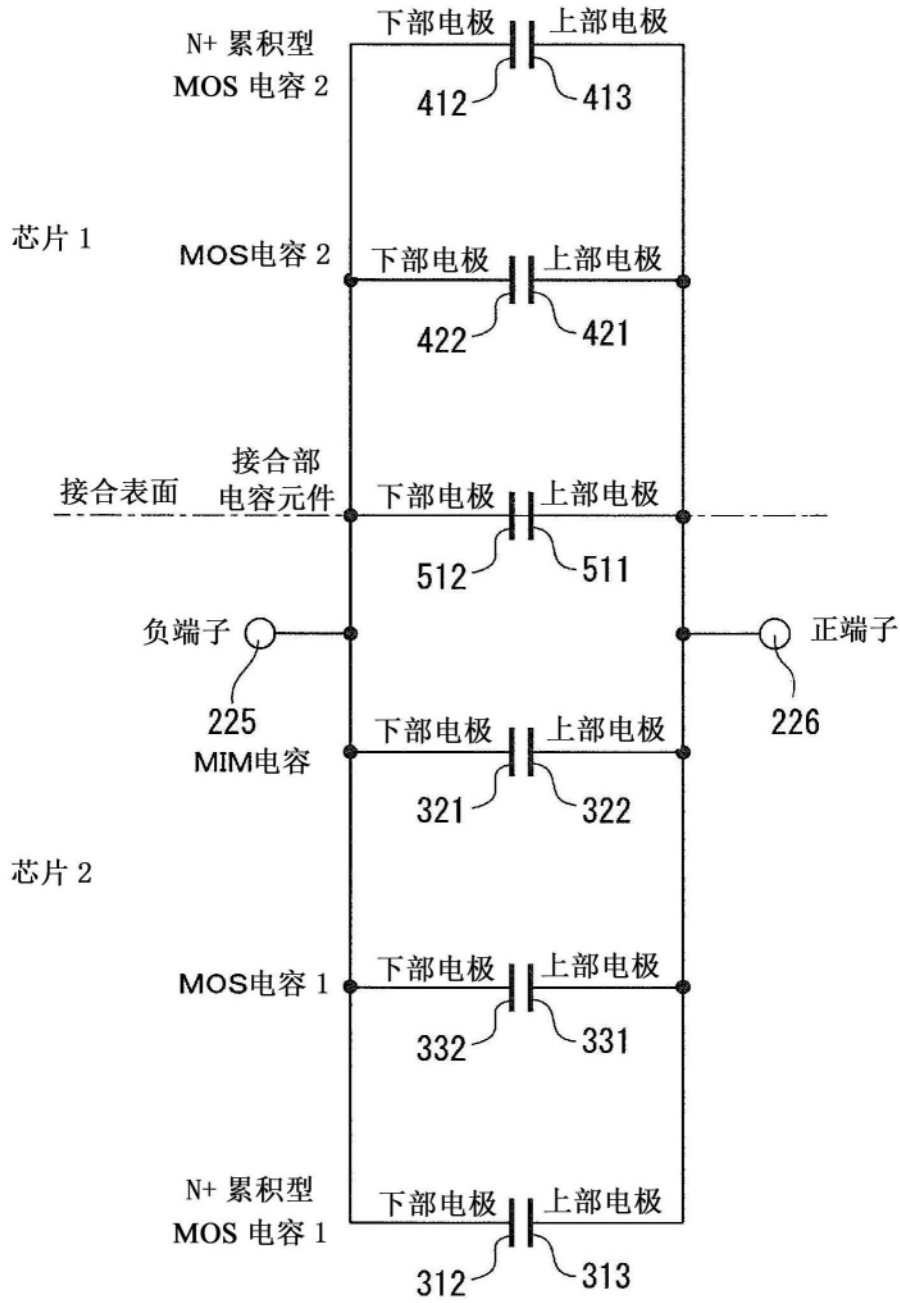 N+ 累积型
MOS 电容 2
下部电极
上部电极
412
413
芯片 1
MOS电容 2
下部电极
上部电极
422
421
接合表面
接合部
电容元件
下部电极
上部电极
512
511
负端子
正端子
225
226
MIM电容
下部电极
上部电极
321
322
芯片 2
MOS电容 1
下部电极
上部电极
332
331
N+ 累积型
MOS 电容 1
下部电极
上部电极
312
313